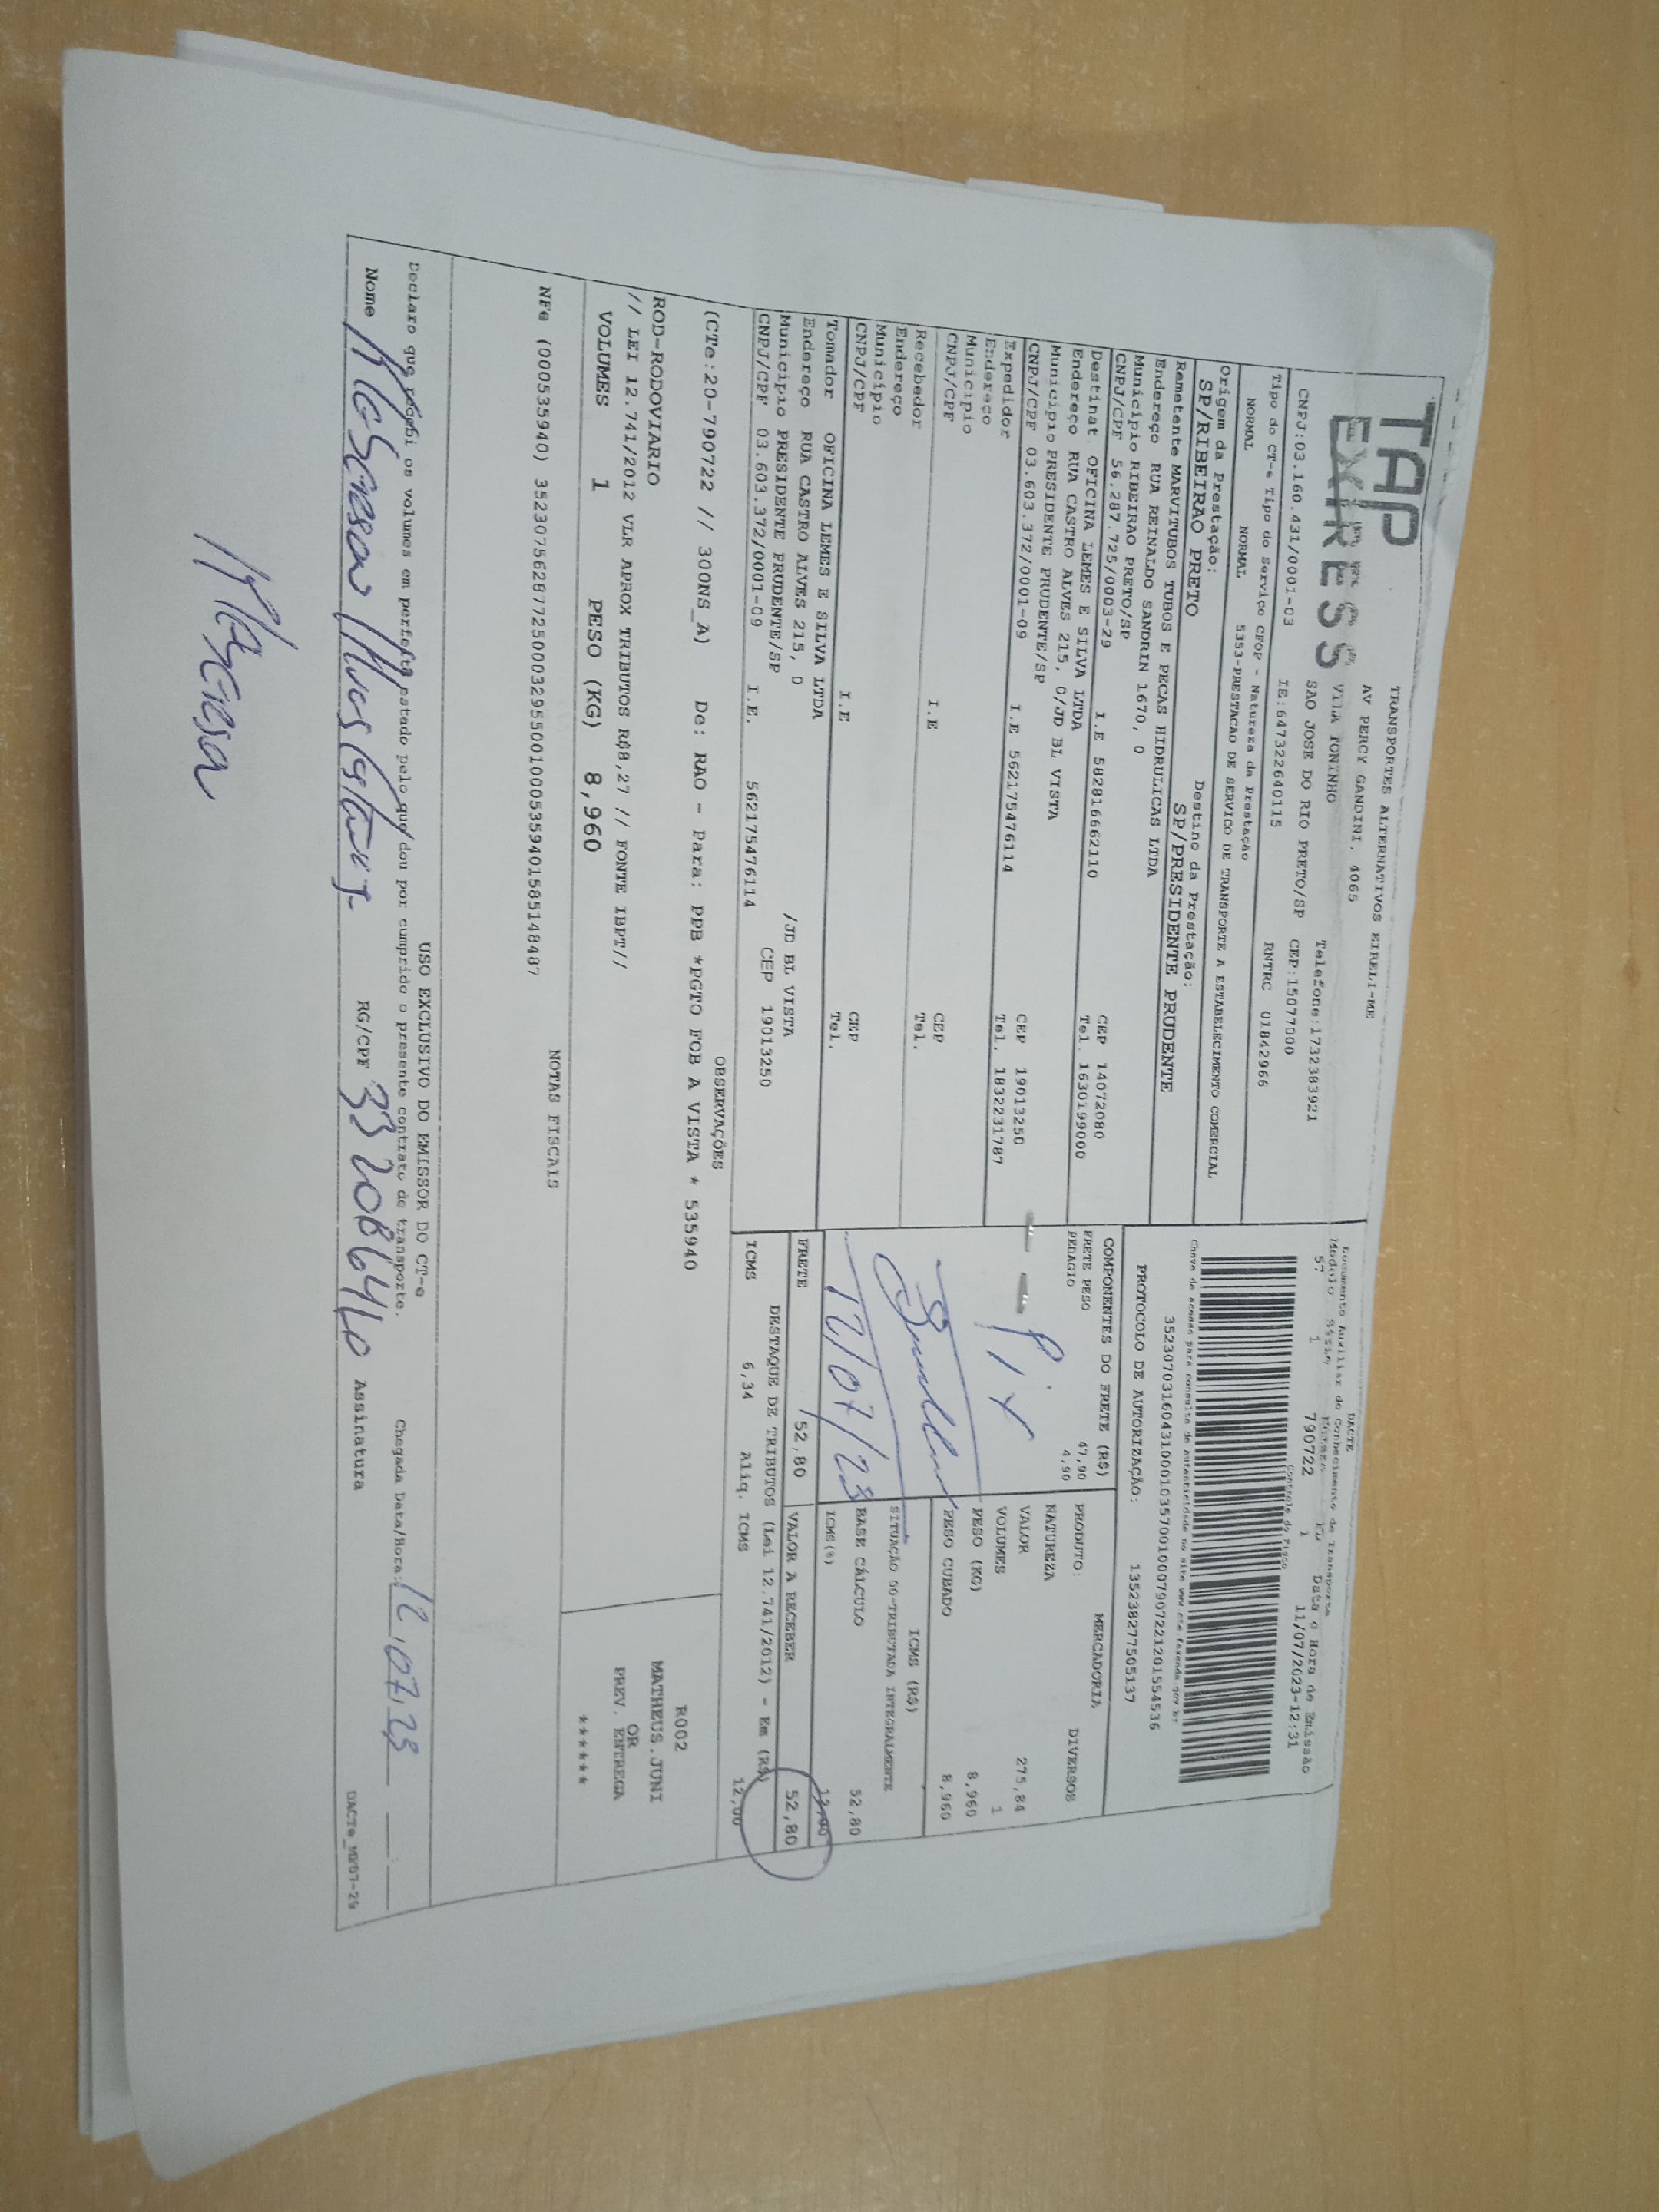 TAP
EXPRESS
TRANSPORTES ALTERNATIVOS EIRELI-ME
AV PERCY GANDINI, 4065
VILA TONINHO
SAO JOSE DO RIO PRETO/SP
Telefone:1732383921
CEP:15077000
CNPJ:03.160.431/0001-03
IE:647322640115
RNTRC 01842966
DACTE
Documento Auxiliar do Conhecimento de Transporte
Modelo Série Número FL Data e Hora de Emissão
57 1 790722 1 11/07/2023-12:31
Controle do Fisco
Tipo do CT-e Tipo do Serviço CFOP - Natureza da Prestação
NORMAL NORMAL 5353-PRESTACAO DE SERVICO DE TRANSPORTE A ESTABELECIMENTO COMERCIAL
Origem da Prestação: Destino da Prestação:
SP/RIBEIRAO PRETO SP/PRESIDENTE PRUDENTE
Chave de acesso para consulta de autenticidade no site www.cte.fazenda.gov.br
PROTOCOLO DE AUTORIZAÇÃO: 135238277505137
Remetente MARVITUBOS TUBOS E PECAS HIDRULICAS LTDA
Endereço RUA REINALDO SANDRIN 1670, 0
Município RIBEIRAO PRETO/SP CEP 14072080
CNPJ/CPF 56.287.725/0003-29 I.E 582816662110 Tel. 1630199000
Destinat. OFICINA LEMES E SILVA LTDA
Endereço RUA CASTRO ALVES 215, 0/JD BL VISTA
Município PRESIDENTE PRUDENTE/SP CEP 19013250
CNPJ/CPF 03.603.372/0001-09 I.E 562175476114 Tel. 1832231787
Expedidor
Endereço
Município CEP
CNPJ/CPF I.E Tel.
Recebedor
Endereço
Município CEP
CNPJ/CPF I.E Tel.
Tomador OFICINA LEMES E SILVA LTDA
Endereço RUA CASTRO ALVES 215, 0 /JD BL VISTA
Município PRESIDENTE PRUDENTE/SP CEP 19013250
CNPJ/CPF 03.603.372/0001-09 I.E. 562175476114
COMPONENTES DO FRETE (R$)
FRETE PESO 47,90
PEDAGIO 4,90
Pix
12/07/23
FRETE 52,80
MERCADORIA
PRODUTO: DIVERSOS
NATUREZA
VALOR 275,84
VOLUMES 1
PESO (KG) 8,960
PESO CUBADO 8,960
ICMS (R$)
SITUAÇÃO 00-TRIBUTADA INTEGRALMENTE
BASE CÁLCULO 52,80
ICMS(%) 12,00
VALOR A RECEBER 52,80
DESTAQUE DE TRIBUTOS (Lei 12.741/2012) - Em (R$)
ICMS 6,34 Aliq. ICMS 12,00
OBSERVAÇÕES
(CTe:20-790722 // 300NS_A) De: RAO - Para: PPB *PGTO FOB A VISTA * 535940
ROD-RODOVIARIO
// LEI 12.741/2012 VLR APROX TRIBUTOS R$8,27 // FONTE IBPT//
R002
MATHEUS.JUNI
OR
PREV. ENTREGA
******
VOLUMES 1 PESO (KG) 8,960
NOTAS FISCAIS
NFe (000535940) 35230756287725000329550010005359401585148487
USO EXCLUSIVO DO EMISSOR DO CT-e
Declaro que recebi os volumes em perfeito estado pelo que dou por cumprido o presente contrato de transporte.
Chegada Data/Hora: 12.07.23
Nome RG/CPF 33208641-0 Assinatura
DACTe_MD07-25